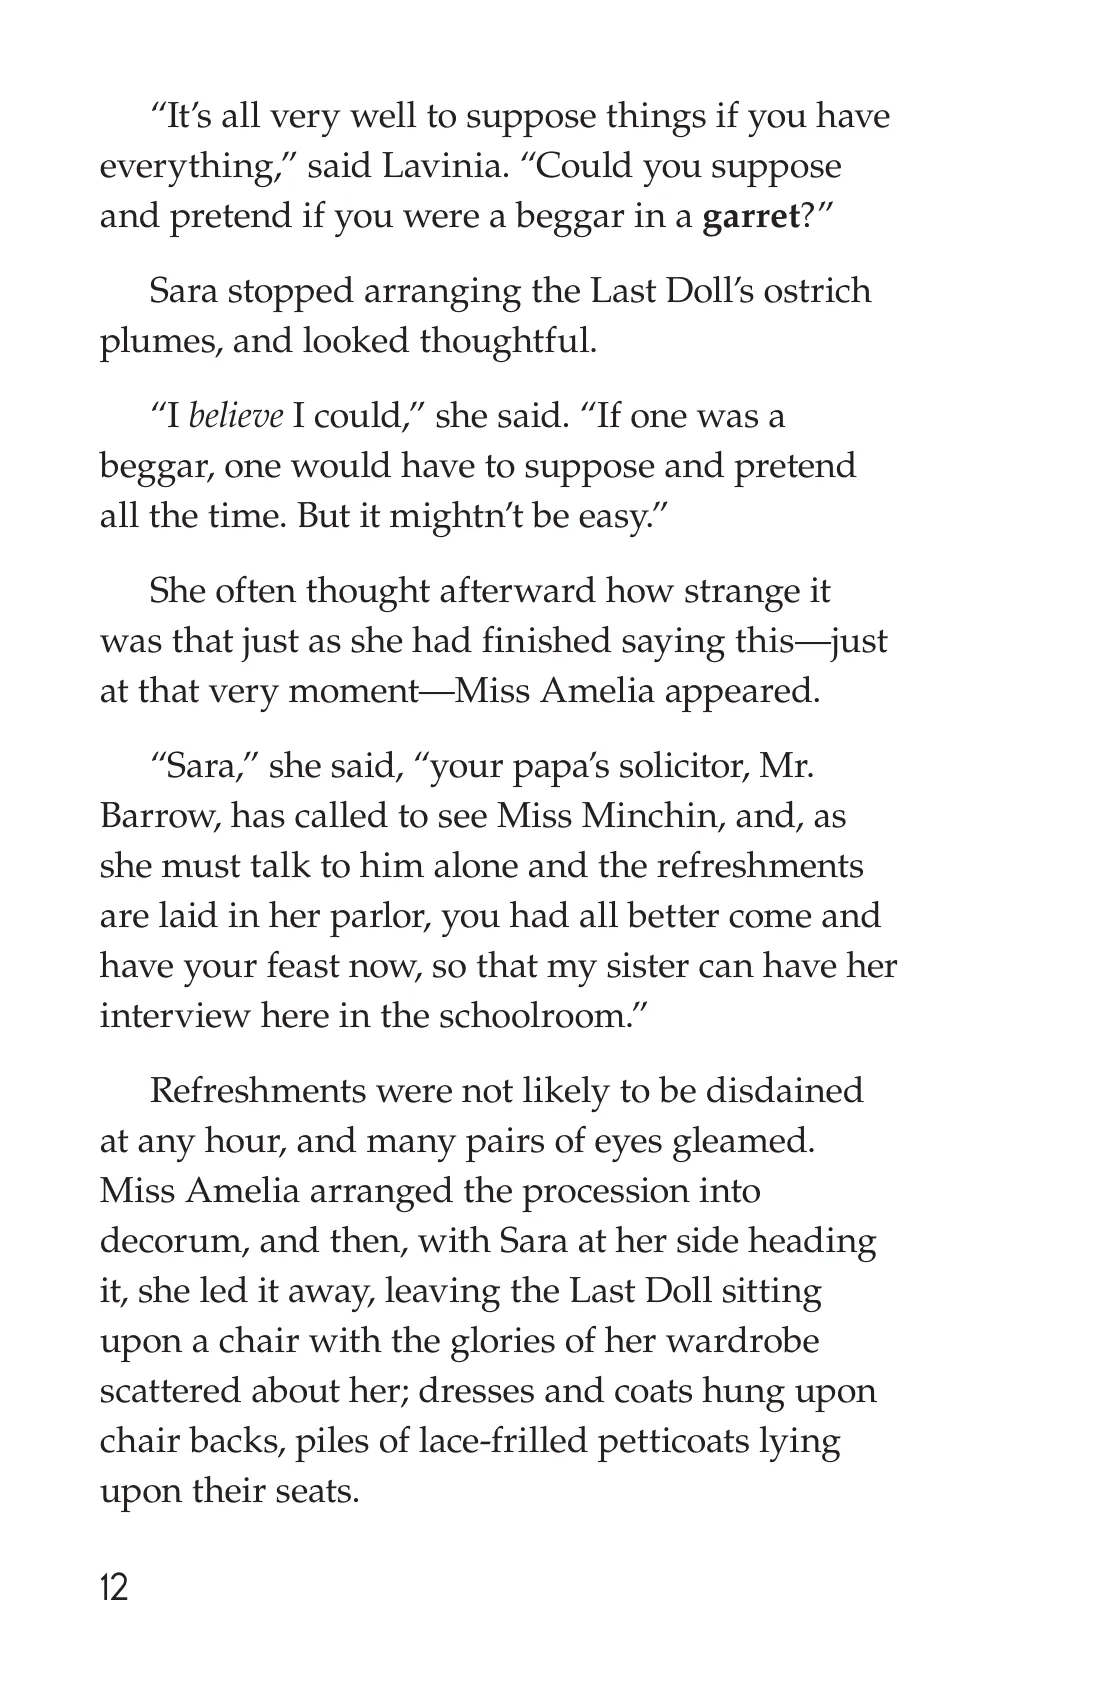 “It’s all very well to suppose things if you have
everything,” said Lavinia. “Could you suppose
and pretend if you were a beggar in a garret?”
Sara stopped arranging the Last Doll’s ostrich
plumes, and looked thoughtful.
“I believe I could,” she said. “If one was a
beggar, one would have to suppose and pretend
all the time. But it mightn’t be easy.”
She often thought afterward how strange it
was that just as she had finished saying this—just
at that very moment—Miss Amelia appeared.
“Sara,” she said, “your papa’s solicitor, Mr.
Barrow, has called to see Miss Minchin, and, as
she must talk to him alone and the refreshments
are laid in her parlor, you had all better come and
have your feast now, so that my sister can have her
interview here in the schoolroom.”
Refreshments were not likely to be disdained
at any hour, and many pairs of eyes gleamed.
Miss Amelia arranged the procession into
decorum, and then, with Sara at her side heading
it, she led it away, leaving the Last Doll sitting
upon a chair with the glories of her wardrobe
scattered about her; dresses and coats hung upon
chair backs, piles of lace-frilled petticoats lying
upon their seats.
12